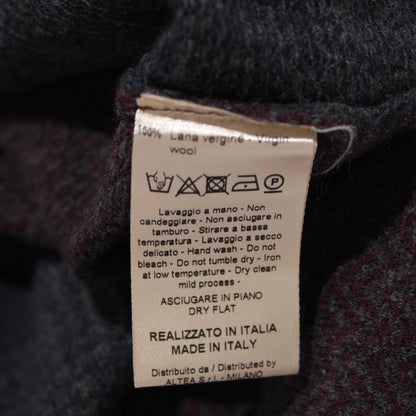 100% Lana vergine - Virgin
wool
P
Lavaggio a mano - Non
candeggiare - Non asciugare in
tamburo - Stirare a bassa
temperatura - Lavaggio a secco
delicato - Hand wash - Do not
bleach - Do not tumble dry - Iron
at low temperature - Dry clean
mild process -
ASCIUGARE IN PIANO
DRY FLAT
REALIZZATO IN ITALIA
MADE IN ITALY
Distribuito da / Distributed by
ALTEA S.r.l. - MILANO